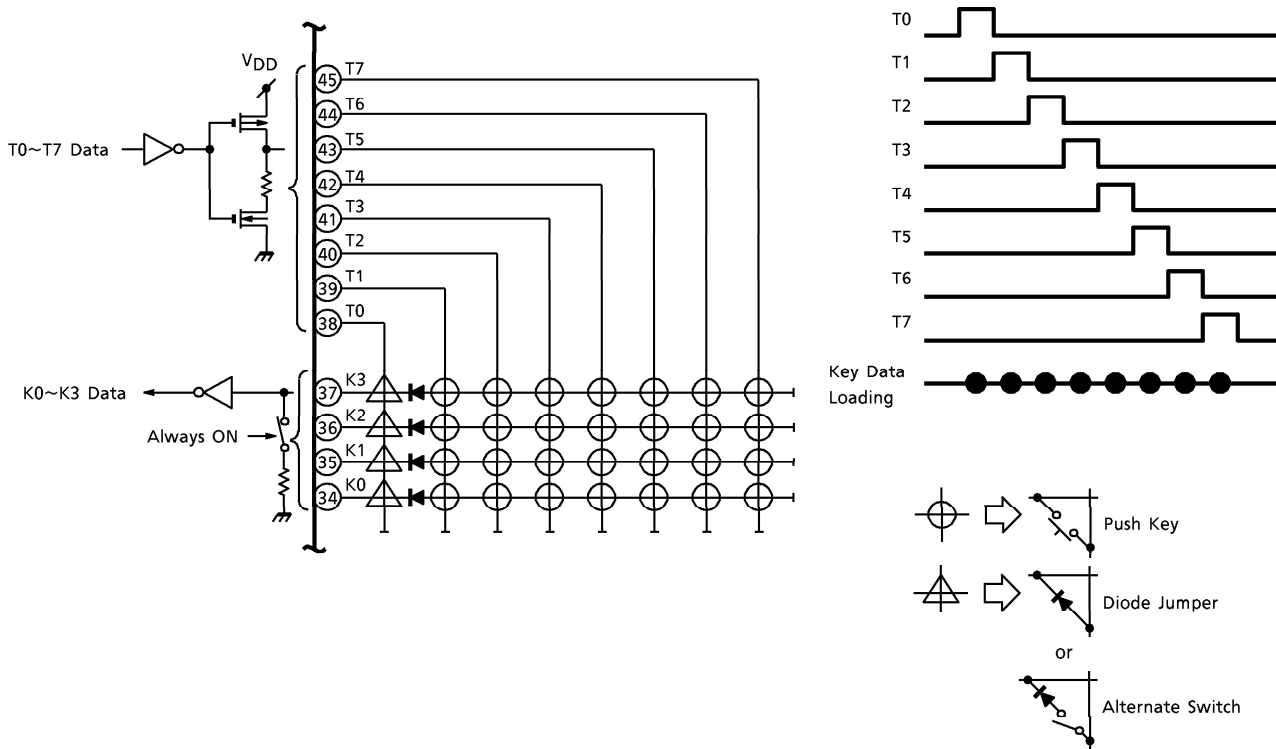 VDD
T0~T7 Data
45 T7
44 T6
43 T5
42 T4
41 T3
40 T2
39 T1
38 T0
K0~K3 Data
Always ON
37 K3
36 K2
35 K1
34 K0
T0
T1
T2
T3
T4
T5
T6
T7
Key Data
Loading
Push Key
Diode Jumper
or
Alternate Switch